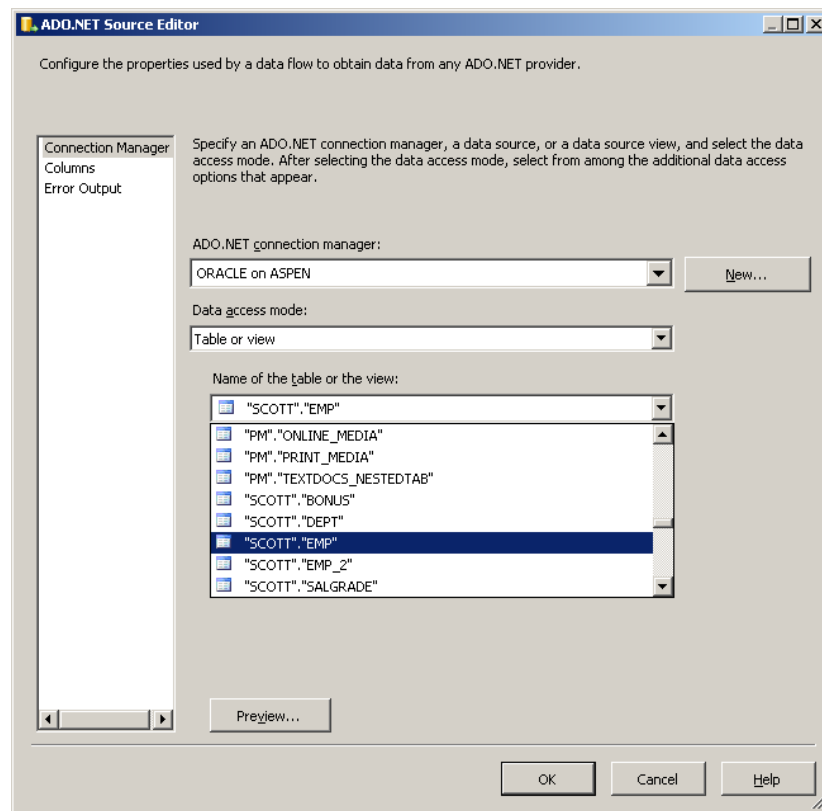 ADO.NET Source Editor
Configure the properties used by a data flow to obtain data from any ADO.NET provider.
Connection Manager
Columns
Error Output
Specify an ADO.NET connection manager, a data source, or a data source view, and select the data
access mode. After selecting the data access mode, select from among the additional data access
options that appear.
ADO.NET connection manager:
ORACLE on ASPEN
New...
Data access mode:
Table or view
Name of the table or the view:
"SCOTT"."EMP"
"PM"."ONLINE_MEDIA"
"PM"."PRINT_MEDIA"
"PM"."TEXTDOCS_NESTEDTAB"
"SCOTT"."BONUS"
"SCOTT"."DEPT"
"SCOTT"."EMP"
"SCOTT"."EMP_2"
"SCOTT"."SALGRADE"
Preview...
OK
Cancel
Help